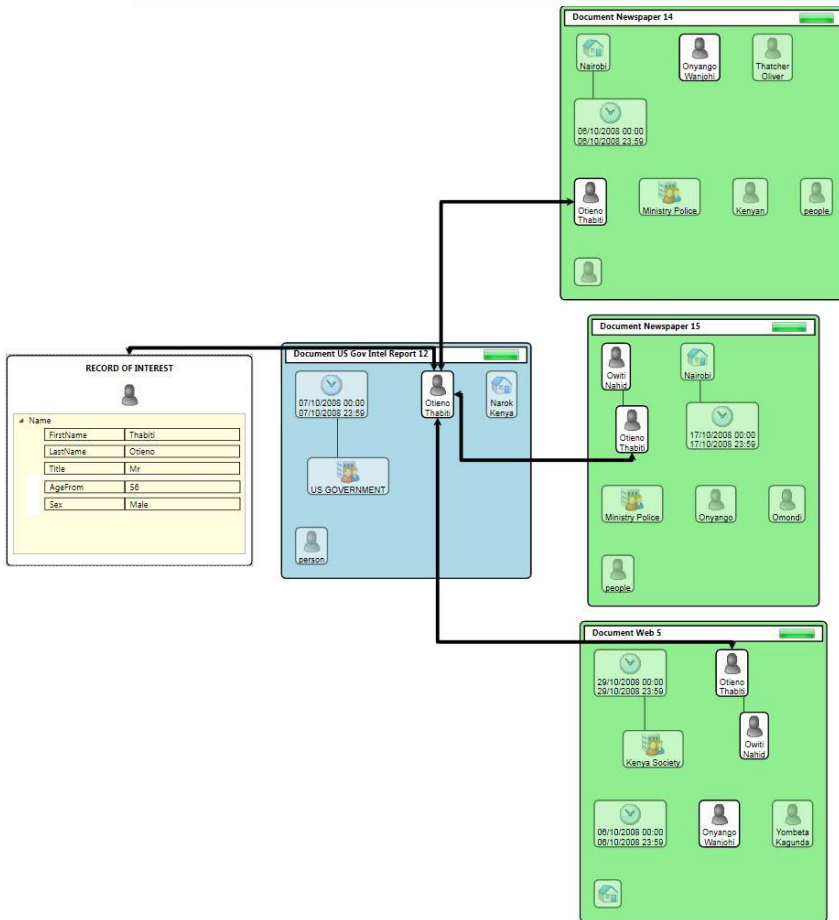 Document Newspaper 14
Nairobi
Onyango
Wanjohi
Thatcher
Oliver
06/10/2008 00:00
06/10/2008 23:59
Otieno
Thabiti
Ministry Police
Kenyan
people
RECORD OF INTEREST
Name
FirstName Thabiti
LastName Otieno
Title Mr
AgeFrom 56
Sex Male
Document US Gov Intel Report 12
07/10/2008 00:00
07/10/2008 23:59
Otieno
Thabiti
Narok
Kenya
US GOVERNMENT
person
Document Newspaper 15
Owiti
Nahid
Nairobi
Otieno
Thabiti
17/10/2008 00:00
17/10/2008 23:59
Ministry Police
Onyango
Omondi
people
Document Web 5
29/10/2008 00:00
29/10/2008 23:59
Otieno
Thabiti
Owiti
Nahid
Kenya Society
06/10/2008 00:00
06/10/2008 23:59
Onyango
Wanjohi
Yombeta
Kagunda